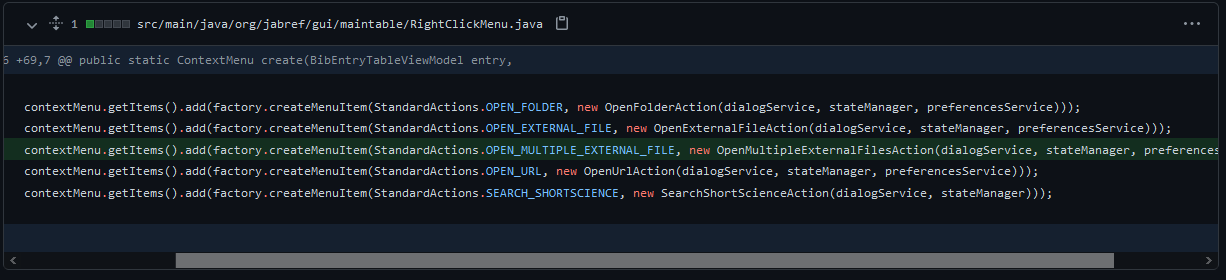 1 src/main/java/org/jabref/gui/maintable/RightClickMenu.java
6 +69,7 @@ public static ContextMenu create(BibEntryTableViewModel entry,
contextMenu.getItems().add(factory.createMenuItem(StandardActions.OPEN_FOLDER, new OpenFolderAction(dialogService, stateManager, preferencesService)));
contextMenu.getItems().add(factory.createMenuItem(StandardActions.OPEN_EXTERNAL_FILE, new OpenExternalFileAction(dialogService, stateManager, preferencesService)));
contextMenu.getItems().add(factory.createMenuItem(StandardActions.OPEN_MULTIPLE_EXTERNAL_FILE, new OpenMultipleExternalFilesAction(dialogService, stateManager, preferences
contextMenu.getItems().add(factory.createMenuItem(StandardActions.OPEN_URL, new OpenUrlAction(dialogService, stateManager, preferencesService)));
contextMenu.getItems().add(factory.createMenuItem(StandardActions.SEARCH_SHORTSCIENCE, new SearchShortScienceAction(dialogService, stateManager)));